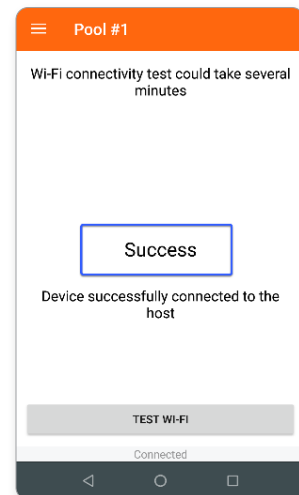 Pool #1
Wi-Fi connectivity test could take several
minutes
Success
Device successfully connected to the
host
TEST WI-FI
Connected